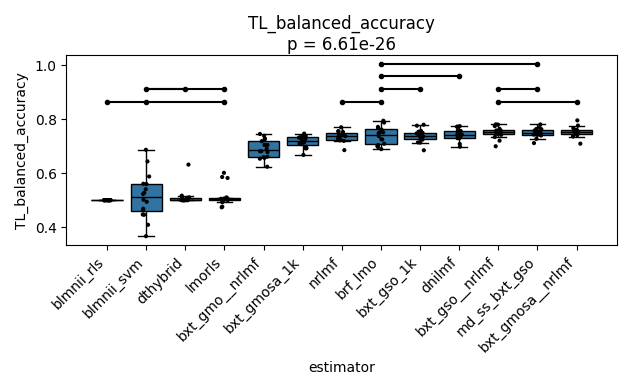 TL_balanced_accuracy
p = 6.61e-26
TL_balanced_accuracy
1.0
0.8
0.6
0.4
blmnii_rls
blmnii_svm
dthybrid
lmorls
bxt_gmo__nrlmf
bxt_gmosa_1k
nrlmf
brf_lmo
bxt_gso_1k
dnilmf
bxt_gso__nrlmf
md_ss_bxt_gso
bxt_gmosa__nrlmf
estimator